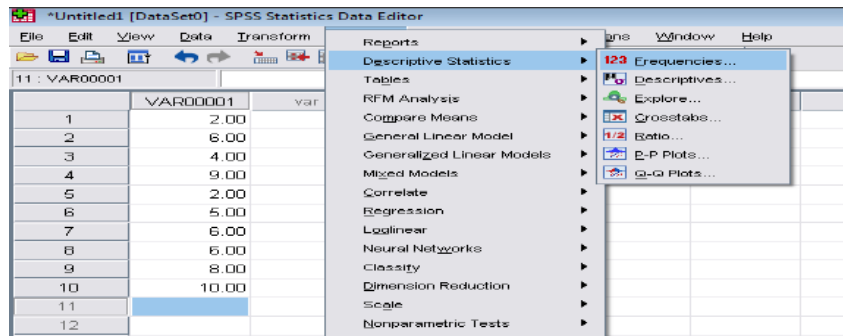 *Untitled1 [DataSet0] - SPSS Statistics Data Editor
File Edit View Data Transform ons Window Help
11 : VAR00001
VAR00001 var
1 2.00
2 6.00
3 4.00
4 9.00
5 2.00
6 5.00
7 6.00
8 6.00
9 8.00
10 10.00
11
12
Reports
Descriptive Statistics
Tables
RFM Analysis
Compare Means
General Linear Model
Generalized Linear Models
Mixed Models
Correlate
Regression
Loglinear
Neural Networks
Classify
Dimension Reduction
Scale
Nonparametric Tests
123 Frequencies...
Descriptives...
Explore...
Crosstabs...
1/2 Ratio...
P-P Plots...
Q-Q Plots...